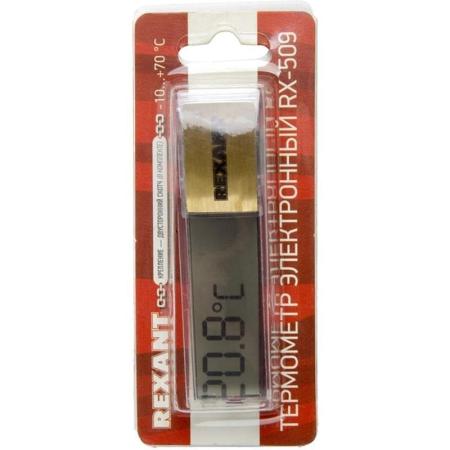 REXANT
КРЕПЛЕНИЕ — ДВУСТОРОННИЙ СКОТЧ (В КОМПЛЕКТЕ)
-10...+70 °C
REXANT
20.8°C
ТЕРМОМЕТР ЭЛЕКТРОННЫЙ RX-509